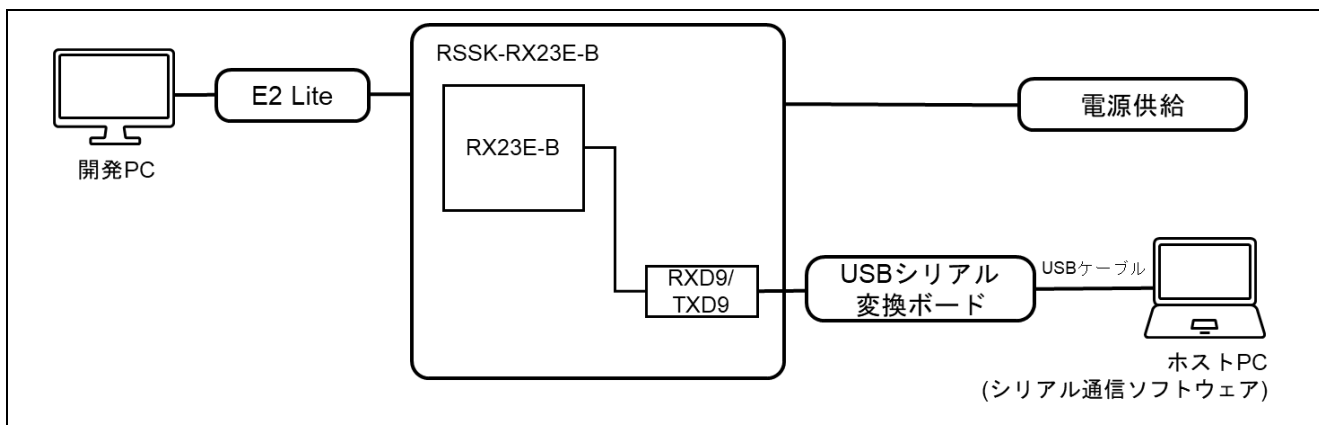 RSSK-RX23E-B
E2 Lite
電源供給
RX23E-B
開発PC
RXD9/
TXD9
USBシリアル
変換ボード
USBケーブル
ホストPC
(シリアル通信ソフトウェア)